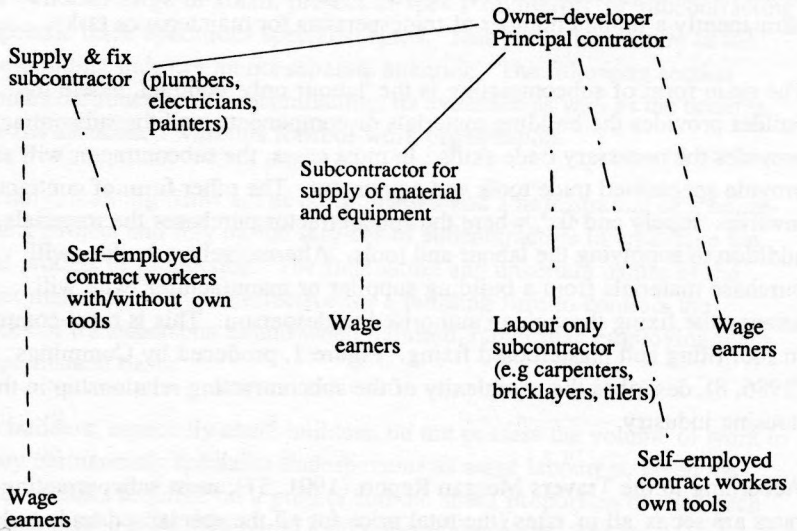 Owner–developer
Principal contractor
Supply & fix
subcontractor (plumbers,
electricians,
painters)
Subcontractor for
supply of material
and equipment
Self–employed
contract workers
with/without own
tools
Wage
earners
Labour only
subcontractor
(e.g carpenters,
bricklayers, tilers)
Wage
earners
Self–employed
contract workers
own tools
Wage
earners